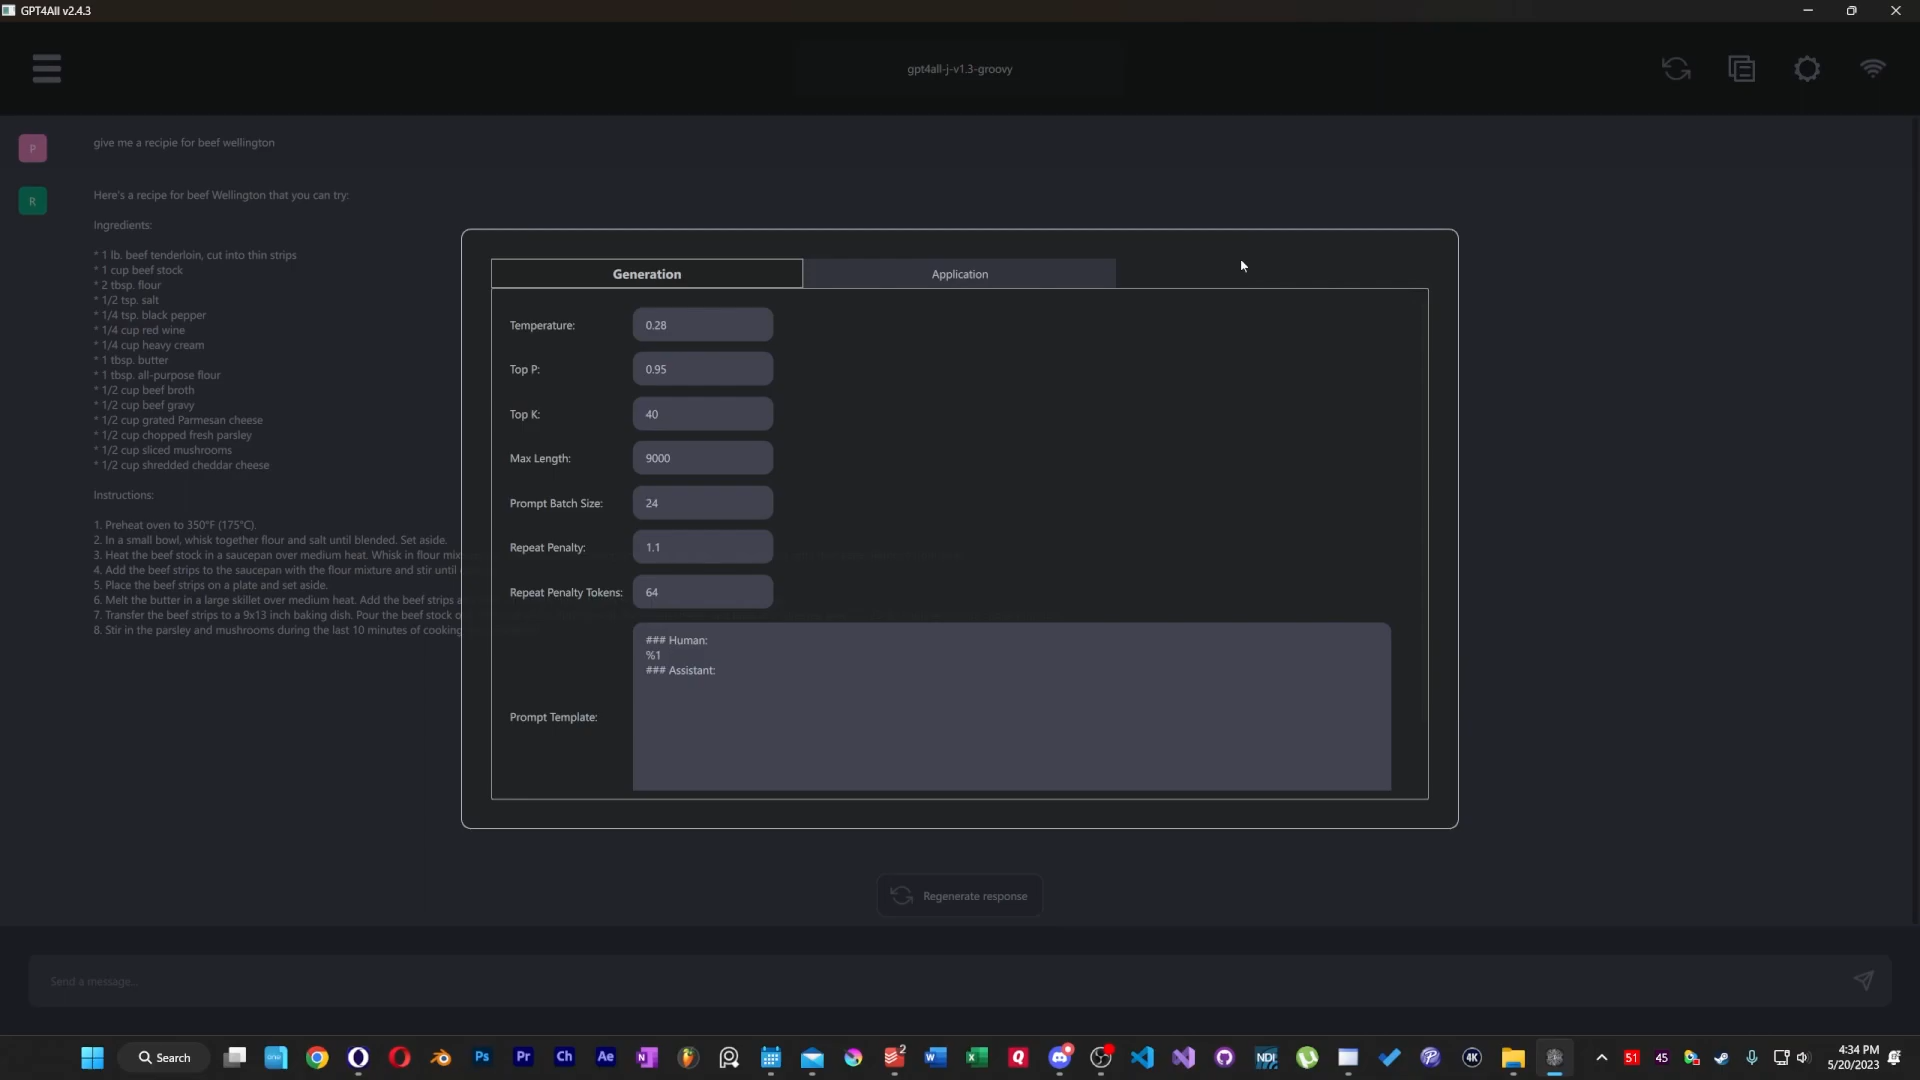 GPT4All v2.4.3
gpt4all-j-v1.3-groovy
P
give me a recipie for beef wellington
R
Here's a recipe for beef Wellington that you can try:
Ingredients:
* 1 lb. beef tenderloin, cut into thin strips
* 1 cup beef stock
* 2 tbsp. flour
* 1/2 tsp. salt
* 1/4 tsp. black pepper
* 1/4 cup red wine
* 1/4 cup heavy cream
* 1 tbsp. butter
* 1 tbsp. all-purpose flour
* 1/2 cup beef broth
* 1/2 cup beef gravy
* 1/2 cup grated Parmesan cheese
* 1/2 cup chopped fresh parsley
* 1/2 cup sliced mushrooms
* 1/2 cup shredded cheddar cheese
Instructions:
1. Preheat oven to 350°F (175°C).
2. In a small bowl, whisk together flour and salt until blended. Set aside.
3. Heat the beef stock in a saucepan over medium heat. Whisk in flour
4. Add the beef strips to the saucepan with the flour mixture and stir until
5. Place the beef strips on a plate and set aside.
6. Melt the butter in a large skillet over medium heat. Add the beef strips
7. Transfer the beef strips to a 9x13 inch baking dish. Pour the beef stock
8. Stir in the parsley and mushrooms during the last 10 minutes of cooking
Generation
Application
Temperature: 0.28
Top P: 0.95
Top K: 40
Max Length: 9000
Prompt Batch Size: 24
Repeat Penalty: 1.1
Repeat Penalty Tokens: 64
Prompt Template:
### Human:
%1
### Assistant:
Regenerate response
Send a message...
Search
Ps
Pr
Ch
Ae
N
2
W
X
Q
NDI
4K
51
45
4:34 PM
5/20/2023